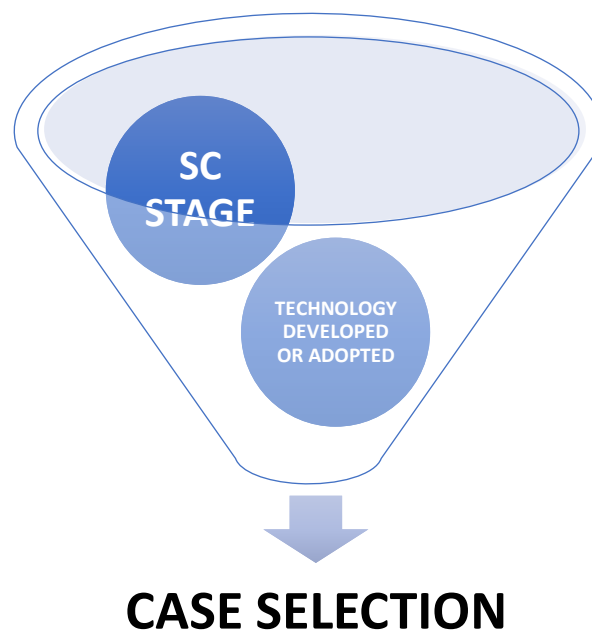 SC
STAGE
TECHNOLOGY
DEVELOPED
OR ADOPTED
CASE SELECTION